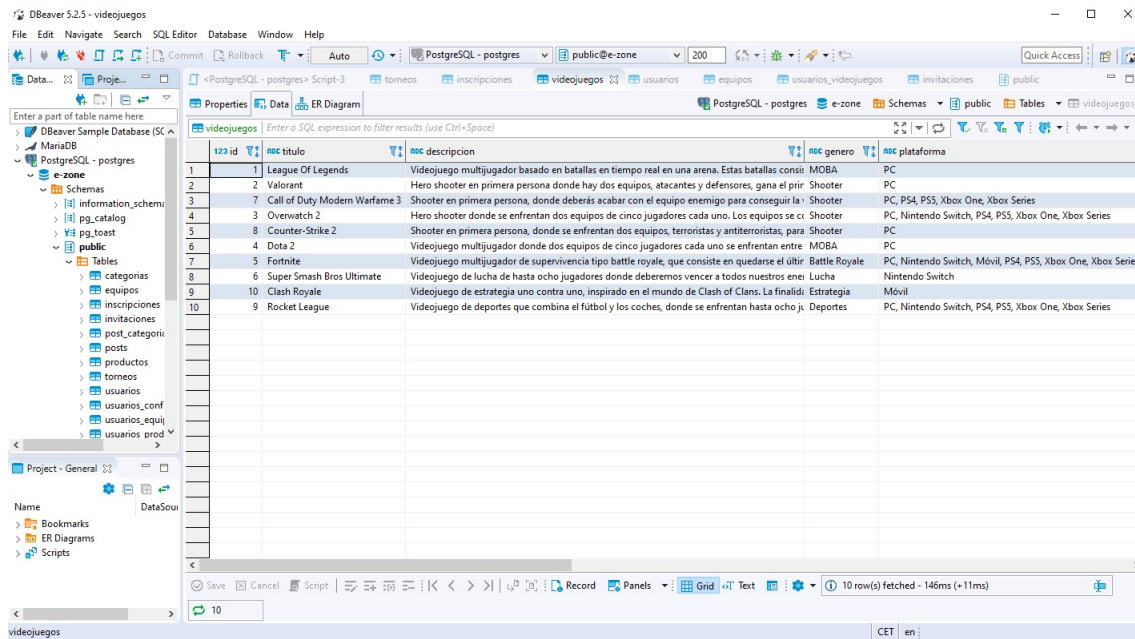 DBeaver 5.2.5 - videojuegos
File Edit Navigate Search SQL Editor Database Window Help
Commit Rollback Auto PostgreSQL - postgres public@e-zone 200 Quick Access
Data... Proje... <PostgreSQL - postgres> Script-3 torneos inscripciones videojuegos usuarios equipos usuarios_videojuegos invitaciones public
Properties Data ER Diagram PostgreSQL - postgres e-zone Schemas public Tables videojuegos
Enter a part of table name here
DBeaver Sample Database (SC
MariaDB
PostgreSQL - postgres
e-zone
Schemas
information_schema
pg_catalog
pg_toast
public
Tables
categorias
equipos
inscripciones
invitaciones
post_categoria
posts
productos
torneos
usuarios
usuarios_conf
usuarios_equip
usuarios_prod
videojuegos Enter a SQL expression to filter results (use Ctrl+Space)
123 id ABC titulo ABC descripcion ABC genero ABC plataforma
1 1 League Of Legends Videojuego multijugador basado en batallas en tiempo real en una arena. Estas batallas consis MOBA PC
2 2 Valorant Hero shooter en primera persona donde hay dos equipos, atacantes y defensores, gana el prir Shooter PC
3 7 Call of Duty Modern Warfame 3 Shooter en primera persona, donde deberás acabar con el equipo enemigo para conseguir la Shooter PC, PS4, PS5, Xbox One, Xbox Series
4 3 Overwatch 2 Hero shooter donde se enfrentan dos equipos de cinco jugadores cada uno. Los equipos se cc Shooter PC, Nintendo Switch, PS4, PS5, Xbox One, Xbox Series
5 8 Counter-Strike 2 Shooter en primera persona, donde se enfrentan dos equipos, terroristas y antiterroristas, para Shooter PC
6 4 Dota 2 Videojuego multijugador donde dos equipos de cinco jugadores cada uno se enfrentan entre MOBA PC
7 5 Fortnite Videojuego multijugador de supervivencia tipo battle royale, que consiste en quedarse el últir Battle Royale PC, Nintendo Switch, Móvil, PS4, PS5, Xbox One, Xbox Serie
8 6 Super Smash Bros Ultimate Videojuego de lucha de hasta ocho jugadores donde deberemos vencer a todos nuestros ene Lucha Nintendo Switch
9 10 Clash Royale Videojuego de estrategia uno contra uno, inspirado en el mundo de Clash of Clans. La finalida Estrategia Móvil
10 9 Rocket League Videojuego de deportes que combina el fútbol y los coches, donde se enfrentan hasta ocho ju Deportes PC, Nintendo Switch, PS4, PS5, Xbox One, Xbox Series
Project - General
Name DataSour
Bookmarks
ER Diagrams
Scripts
Save Cancel Script Record Panels Grid Text 10 row(s) fetched - 146ms (+11ms)
10
videojuegos CET en